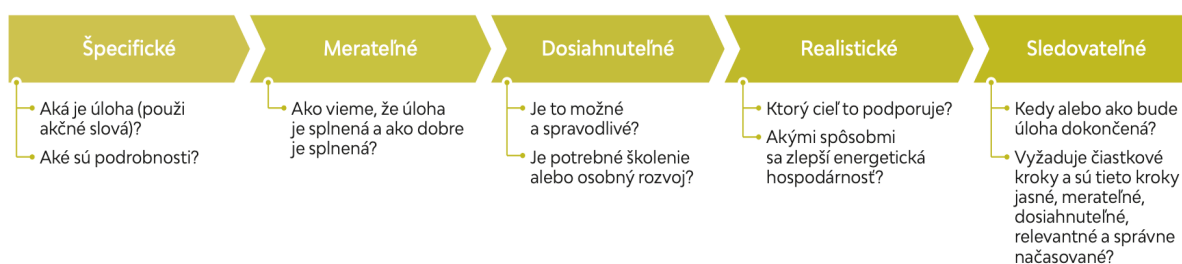 Špecifické
Aká je úloha (použi
akčné slová)?
Aké sú podrobnosti?
Merateľné
Ako vieme, že úloha
je splnená a ako dobre
je splnená?
Dosiahnuteľné
Je to možné
a spravodlivé?
Je potrebné školenie
alebo osobný rozvoj?
Realistické
Ktorý cieľ to podporuje?
Akými spôsobmi
sa zlepší energetická
hospodárnosť?
Sledovateľné
Kedy alebo ako bude
úloha dokončená?
Vyžaduje čiastkové
kroky a sú tieto kroky
jasné, merateľné,
dosiahnuteľné,
relevantné a správne
načasované?